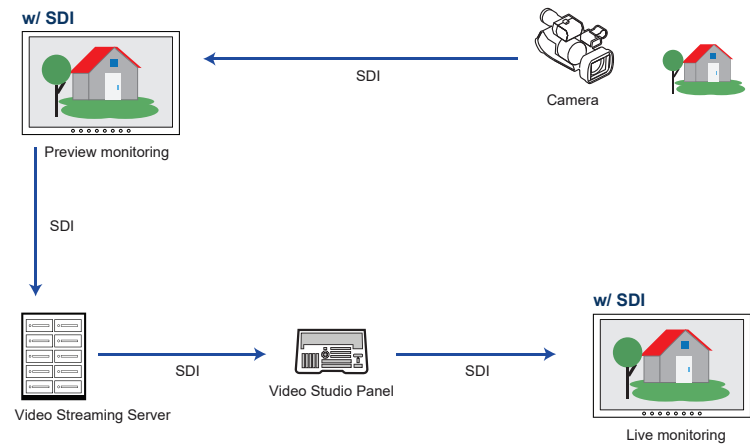 w/ SDI
SDI
Camera
Preview monitoring
SDI
w/ SDI
SDI
Video Studio Panel
SDI
Video Streaming Server
Live monitoring